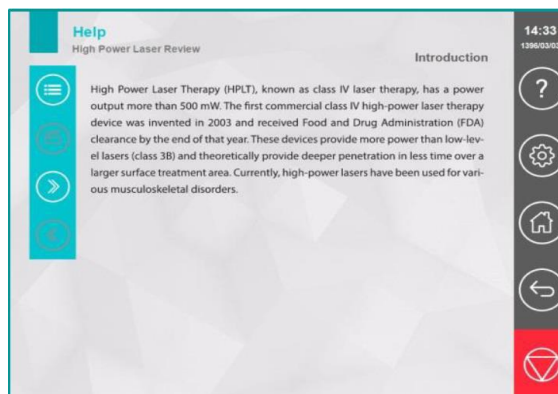 Help
High Power Laser Review
Introduction
High Power Laser Therapy (HPLT), known as class IV laser therapy, has a power
output more than 500 mW. The first commercial class IV high-power laser therapy
device was invented in 2003 and received Food and Drug Administration (FDA)
clearance by the end of that year. These devices provide more power than low-lev-
el lasers (class 3B) and theoretically provide deeper penetration in less time over a
larger surface treatment area. Currently, high-power lasers have been used for vari-
ous musculoskeletal disorders.
14:33
1396/03/03
?